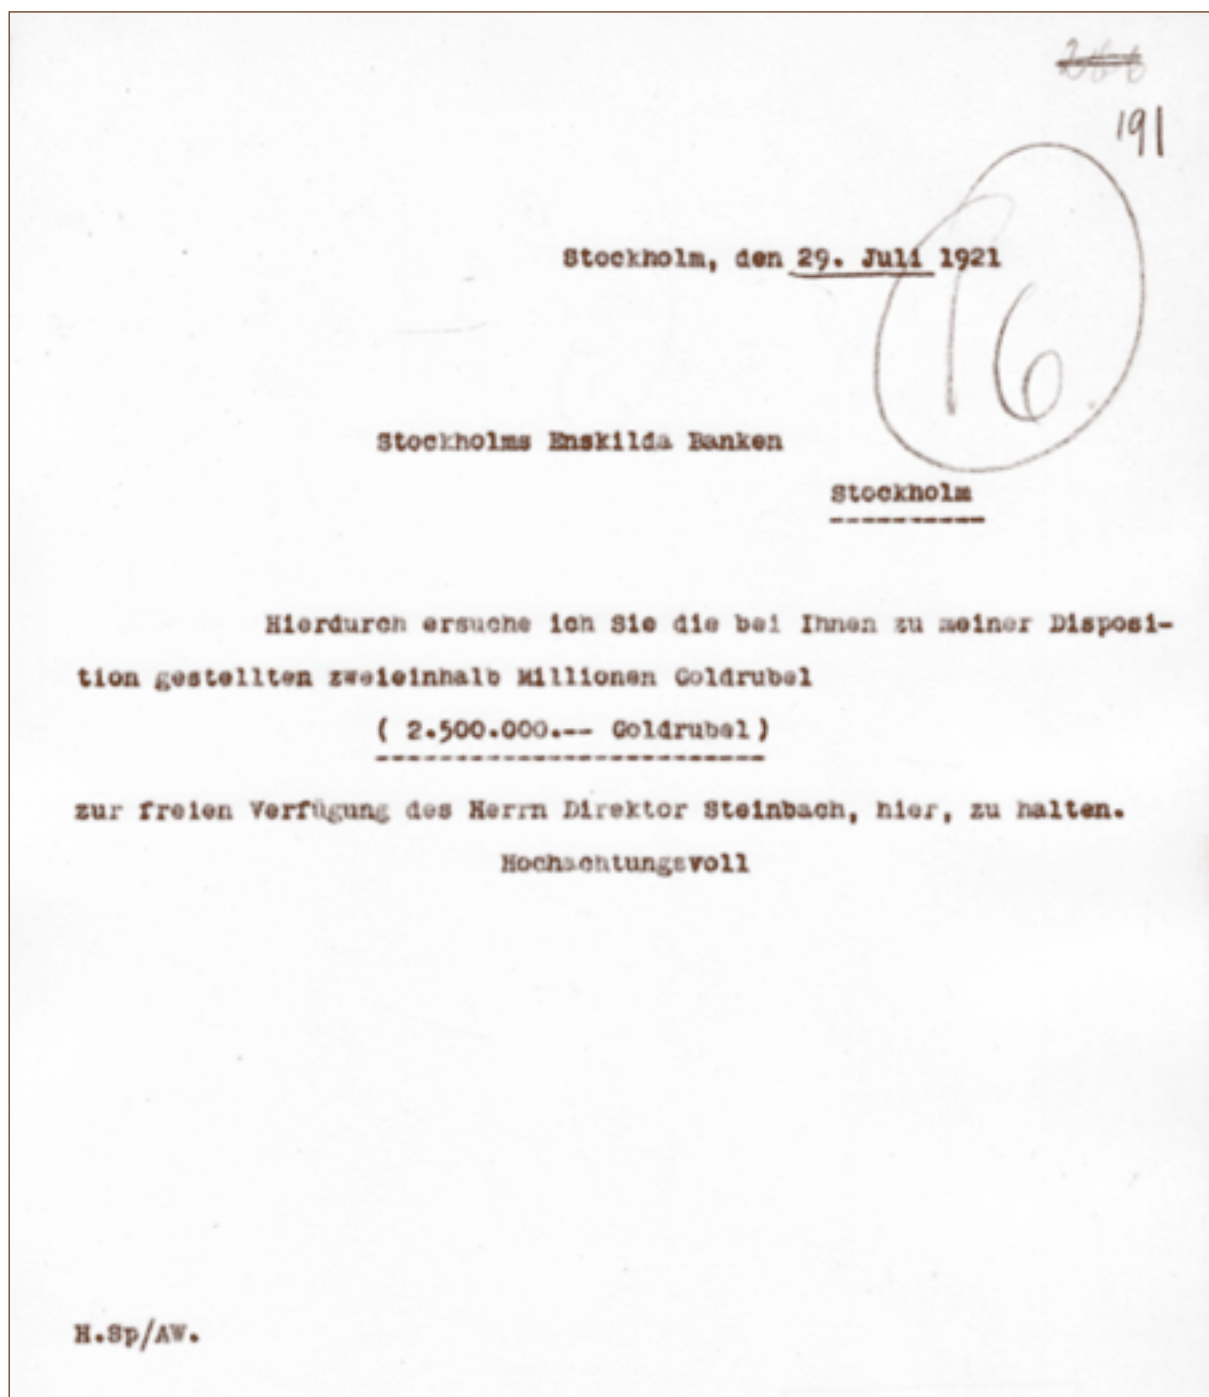 191
16
Stockholm, den 29. Juli 1921
Stockholms Enskilda Banken
Stockholm
Hierdurch ersuche ich Sie die bei Ihnen zu meiner Disposi-
tion gestellten zweieinhalb Millionen Goldrubel
( 2.500.000.-- Goldrubel)
zur freien Verfügung des Herrn Direktor Steinbach, hier, zu halten.
Hochachtungsvoll
H.Sp/AW.